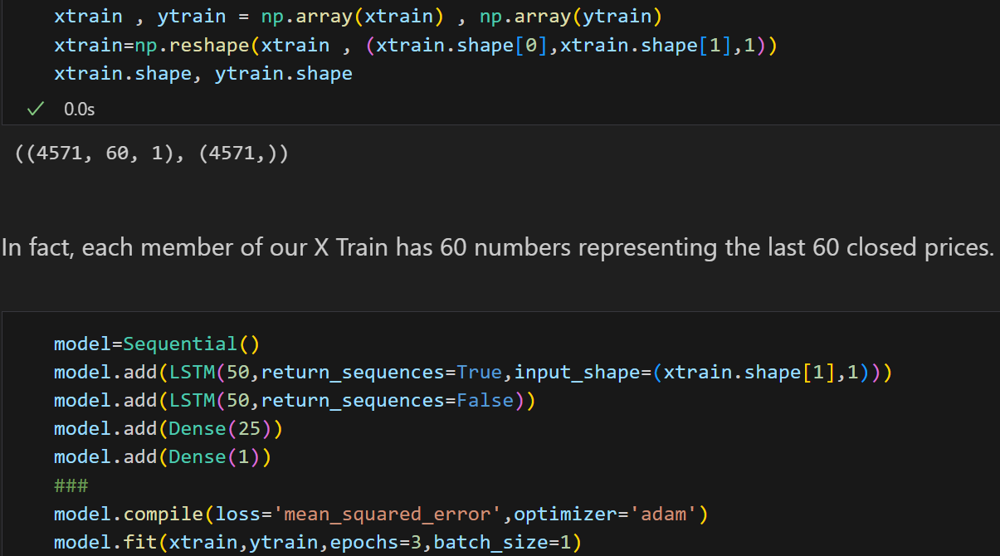 xtrain , ytrain = np.array(xtrain) , np.array(ytrain)
xtrain=np.reshape(xtrain , (xtrain.shape[0],xtrain.shape[1],1))
xtrain.shape, ytrain.shape
✓ 0.0s
((4571, 60, 1), (4571,))
In fact, each member of our X Train has 60 numbers representing the last 60 closed prices.
model=Sequential()
model.add(LSTM(50,return_sequences=True,input_shape=(xtrain.shape[1],1)))
model.add(LSTM(50,return_sequences=False))
model.add(Dense(25))
model.add(Dense(1))
###
model.compile(loss='mean_squared_error',optimizer='adam')
model.fit(xtrain,ytrain,epochs=3,batch_size=1)